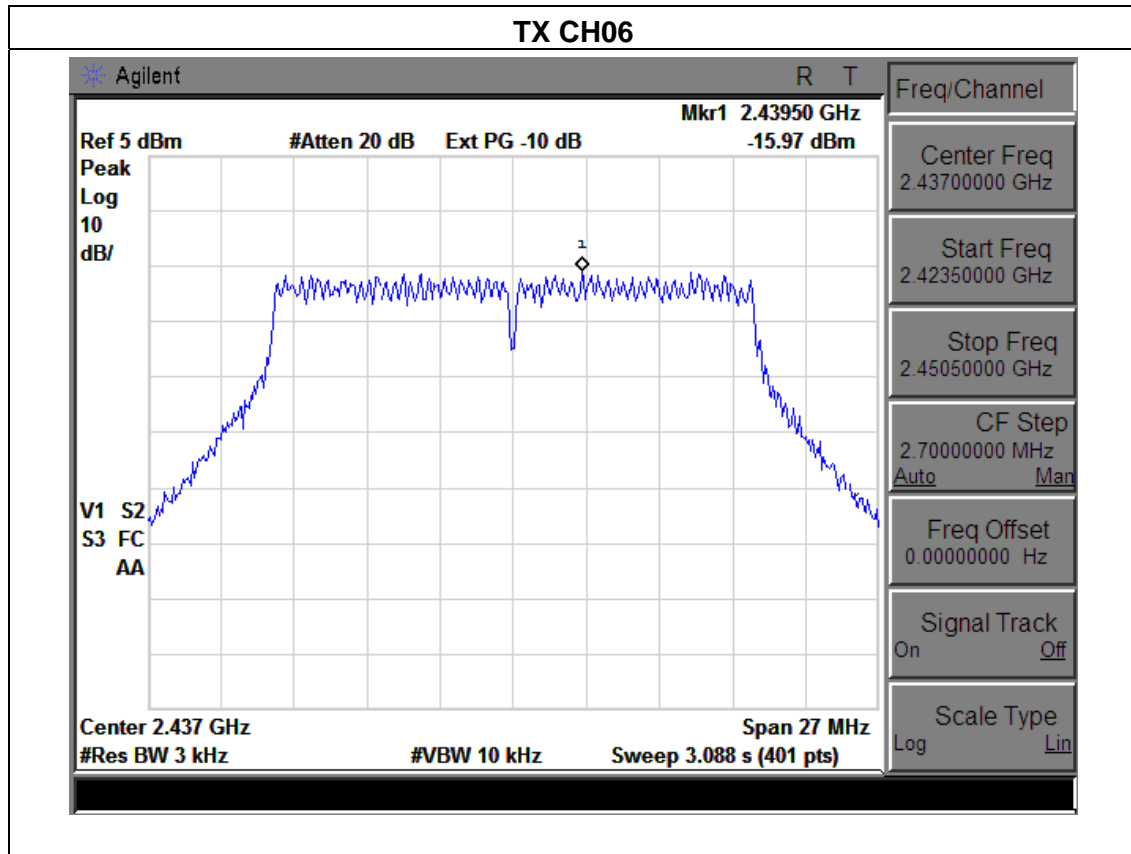 TX CH06
Agilent R T
Mkr1 2.43950 GHz
Ref 5 dBm #Atten 20 dB Ext PG -10 dB -15.97 dBm
Peak
Log
10
dB/
1
V1 S2
S3 FC
AA
Center 2.437 GHz Span 27 MHz
#Res BW 3 kHz #VBW 10 kHz Sweep 3.088 s (401 pts)
Freq/Channel
Center Freq
2.43700000 GHz
Start Freq
2.42350000 GHz
Stop Freq
2.45050000 GHz
CF Step
2.70000000 MHz
Auto Man
Freq Offset
0.00000000 Hz
Signal Track
On Off
Scale Type
Log Lin